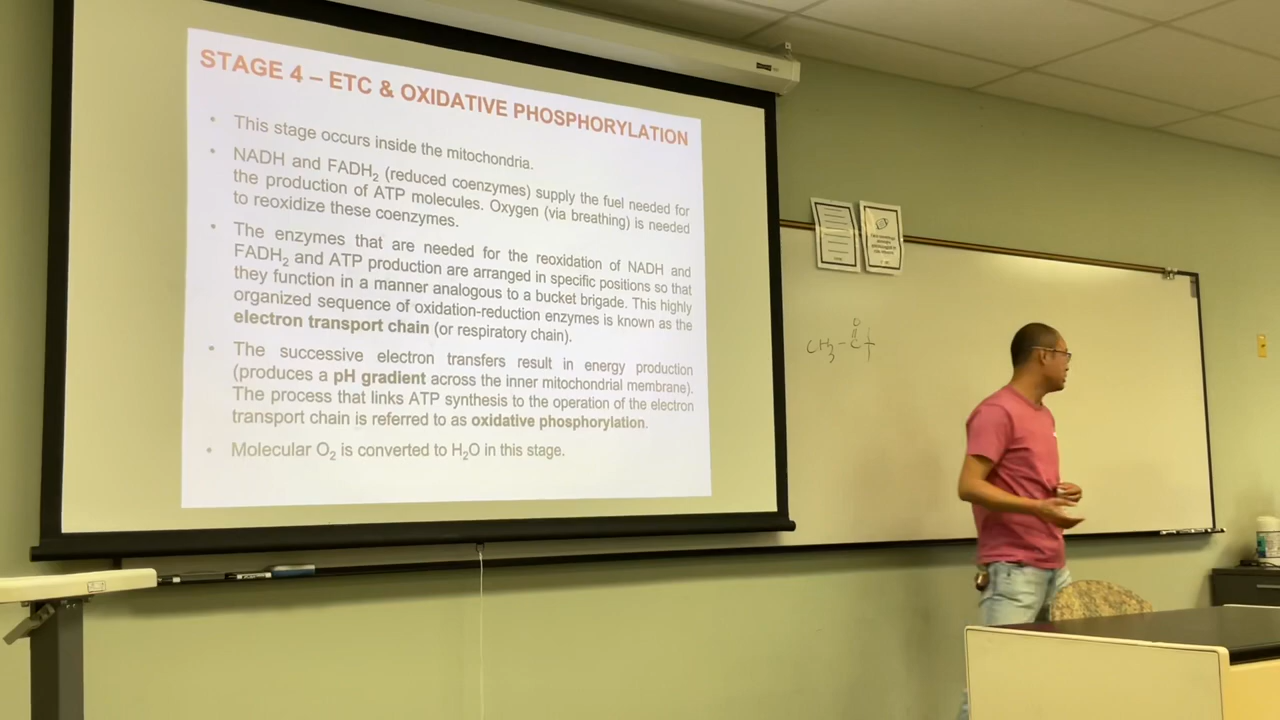 STAGE 4 – ETC & OXIDATIVE PHOSPHORYLATION
• This stage occurs inside the mitochondria.
• NADH and FADH₂ (reduced coenzymes) supply the fuel needed for
the production of ATP molecules. Oxygen (via breathing) is needed
to reoxidize these coenzymes.
• The enzymes that are needed for the reoxidation of NADH and
FADH₂ and ATP production are arranged in specific positions so that
they function in a manner analogous to a bucket brigade. This highly
organized sequence of oxidation-reduction enzymes is known as the
electron transport chain (or respiratory chain).
• The successive electron transfers result in energy production
(produces a pH gradient across the inner mitochondrial membrane).
The process that links ATP synthesis to the operation of the electron
transport chain is referred to as oxidative phosphorylation.
• Molecular O₂ is converted to H₂O in this stage.
O
CH₃-C